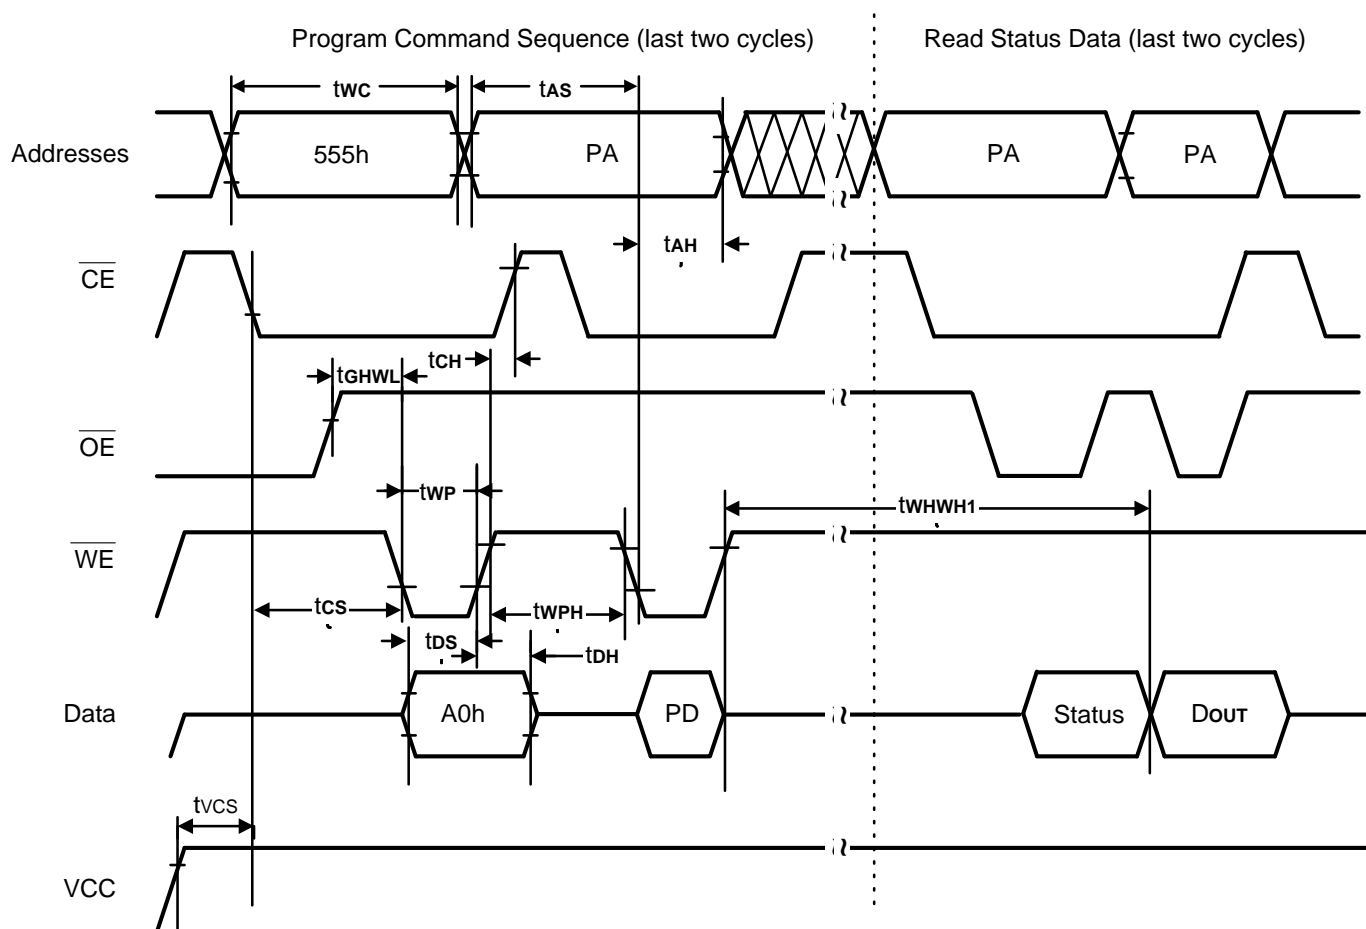 Program Command Sequence (last two cycles) Read Status Data (last two cycles)
tWC tAS
Addresses 555h PA PA PA
tAH
CE
tCH
tGHWL
OE
tWP
tWHWH1
WE
tCS tWPH
tDS tDH
Data A0h PD Status DOUT
tVCS
VCC